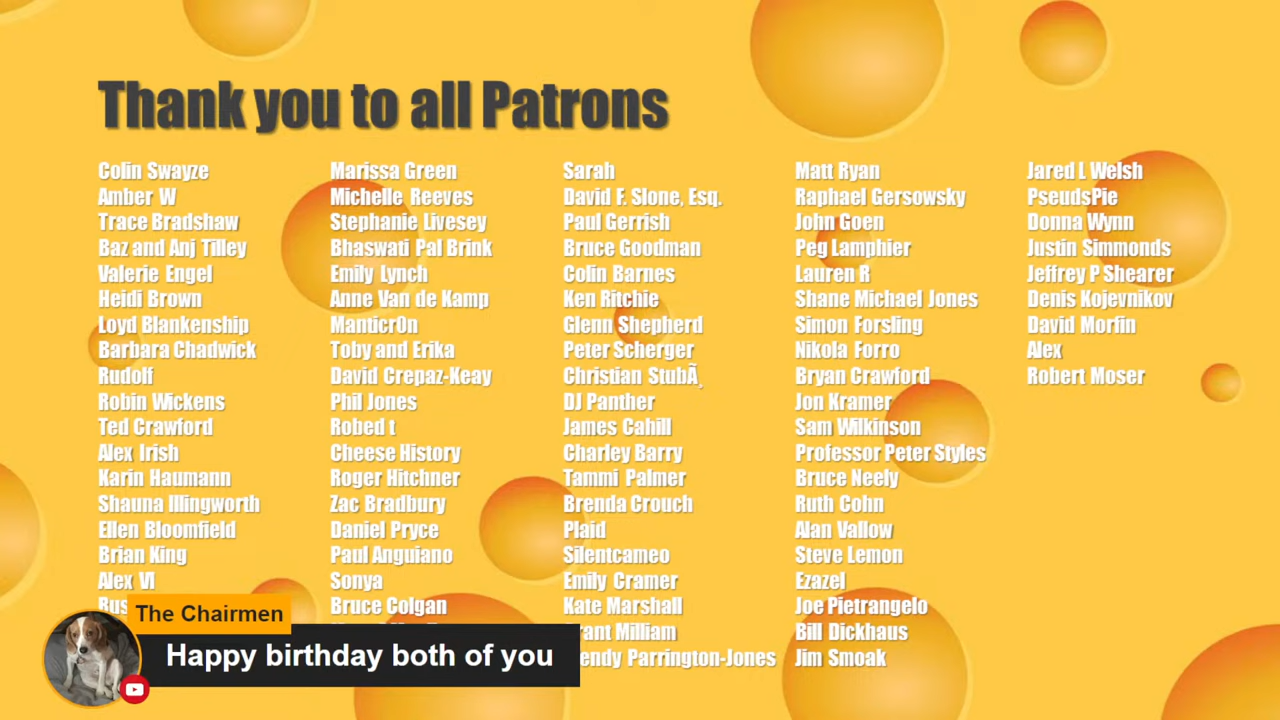 Thank you to all Patrons
Colin Swayze
Amber W
Trace Bradshaw
Baz and Anj Tilley
Valerie Engel
Heidi Brown
Loyd Blankenship
Barbara Chadwick
Rudolf
Robin Wickens
Ted Crawford
Alex Irish
Karin Haumann
Shauna Illingworth
Ellen Bloomfield
Brian King
Alex VI
Marissa Green
Michelle Reeves
Stephanie Livesey
Bhaswati Pal Brink
Emily Lynch
Anne Van de Kamp
Manticr0n
Toby and Erika
David Crepaz-Keay
Phil Jones
Robed t
Cheese History
Roger Hitchner
Zac Bradbury
Daniel Pryce
Paul Anguiano
Sonya
Bruce Colgan
Sarah
David F. Slone, Esq.
Paul Gerrish
Bruce Goodman
Colin Barnes
Ken Ritchie
Glenn Shepherd
Peter Scherger
Christian StubÃ¸
DJ Panther
James Cahill
Charley Barry
Tammi Palmer
Brenda Crouch
Plaid
Silentcameo
Emily Cramer
Kate Marshall
Milliam
Parrington-Jones
Matt Ryan
Raphael Gersowsky
John Goen
Peg Lamphier
Lauren R
Shane Michael Jones
Simon Forsling
Nikola Forro
Bryan Crawford
Jon Kramer
Sam Wilkinson
Professor Peter Styles
Bruce Neely
Ruth Cohn
Alan Vallow
Steve Lemon
Ezazel
Joe Pietrangelo
Bill Dickhaus
Jim Smoak
Jared L Welsh
PseudsPie
Donna Wynn
Justin Simmonds
Jeffrey P Shearer
Denis Kojevnikov
David Morfin
Alex
Robert Moser
The Chairmen
Happy birthday both of you